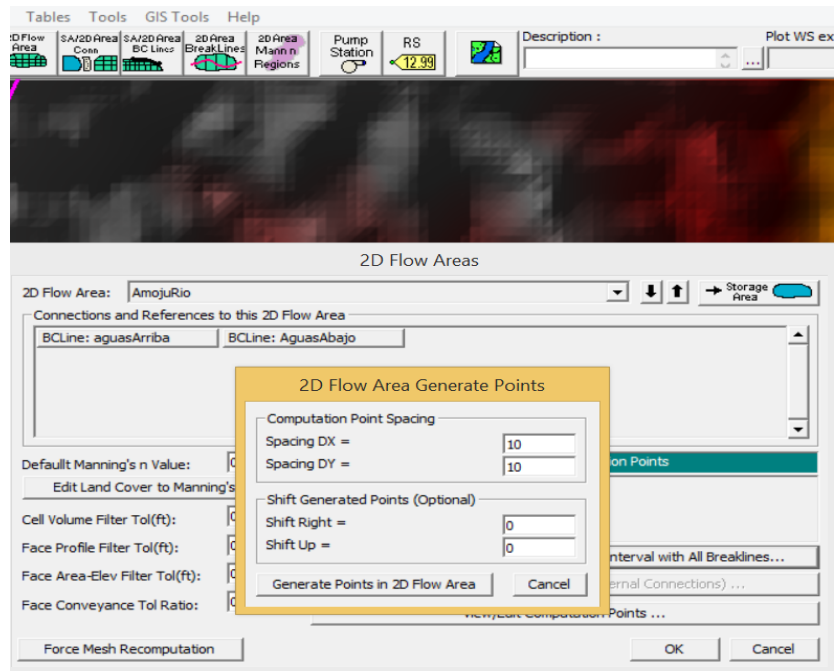 Tables Tools GIS Tools Help
2D Flow Area
SA/2D Area Conn
SA/2D Area BC Lines
2D Area BreakLines
2D Area Mann n Regions
Pump Station
RS
12.99
Description :
...
Plot WS ex
2D Flow Areas
2D Flow Area: AmojuRio
Storage Area
Connections and References to this 2D Flow Area
BCLine: aguasArriba BCLine: AguasAbajo
2D Flow Area Generate Points
Computation Point Spacing
Spacing DX = 10
Spacing DY = 10
Shift Generated Points (Optional)
Shift Right = 0
Shift Up = 0
Generate Points in 2D Flow Area Cancel
Defaullt Manning's n Value:
on Points
Edit Land Cover to Manning's
Cell Volume Filter Tol(ft):
Face Profile Filter Tol(ft):
nterval with All Breaklines...
Face Area-Elev Filter Tol(ft):
ernal Connections) ...
Face Conveyance Tol Ratio:
View/Edit Computation Points ...
Force Mesh Recomputation OK Cancel